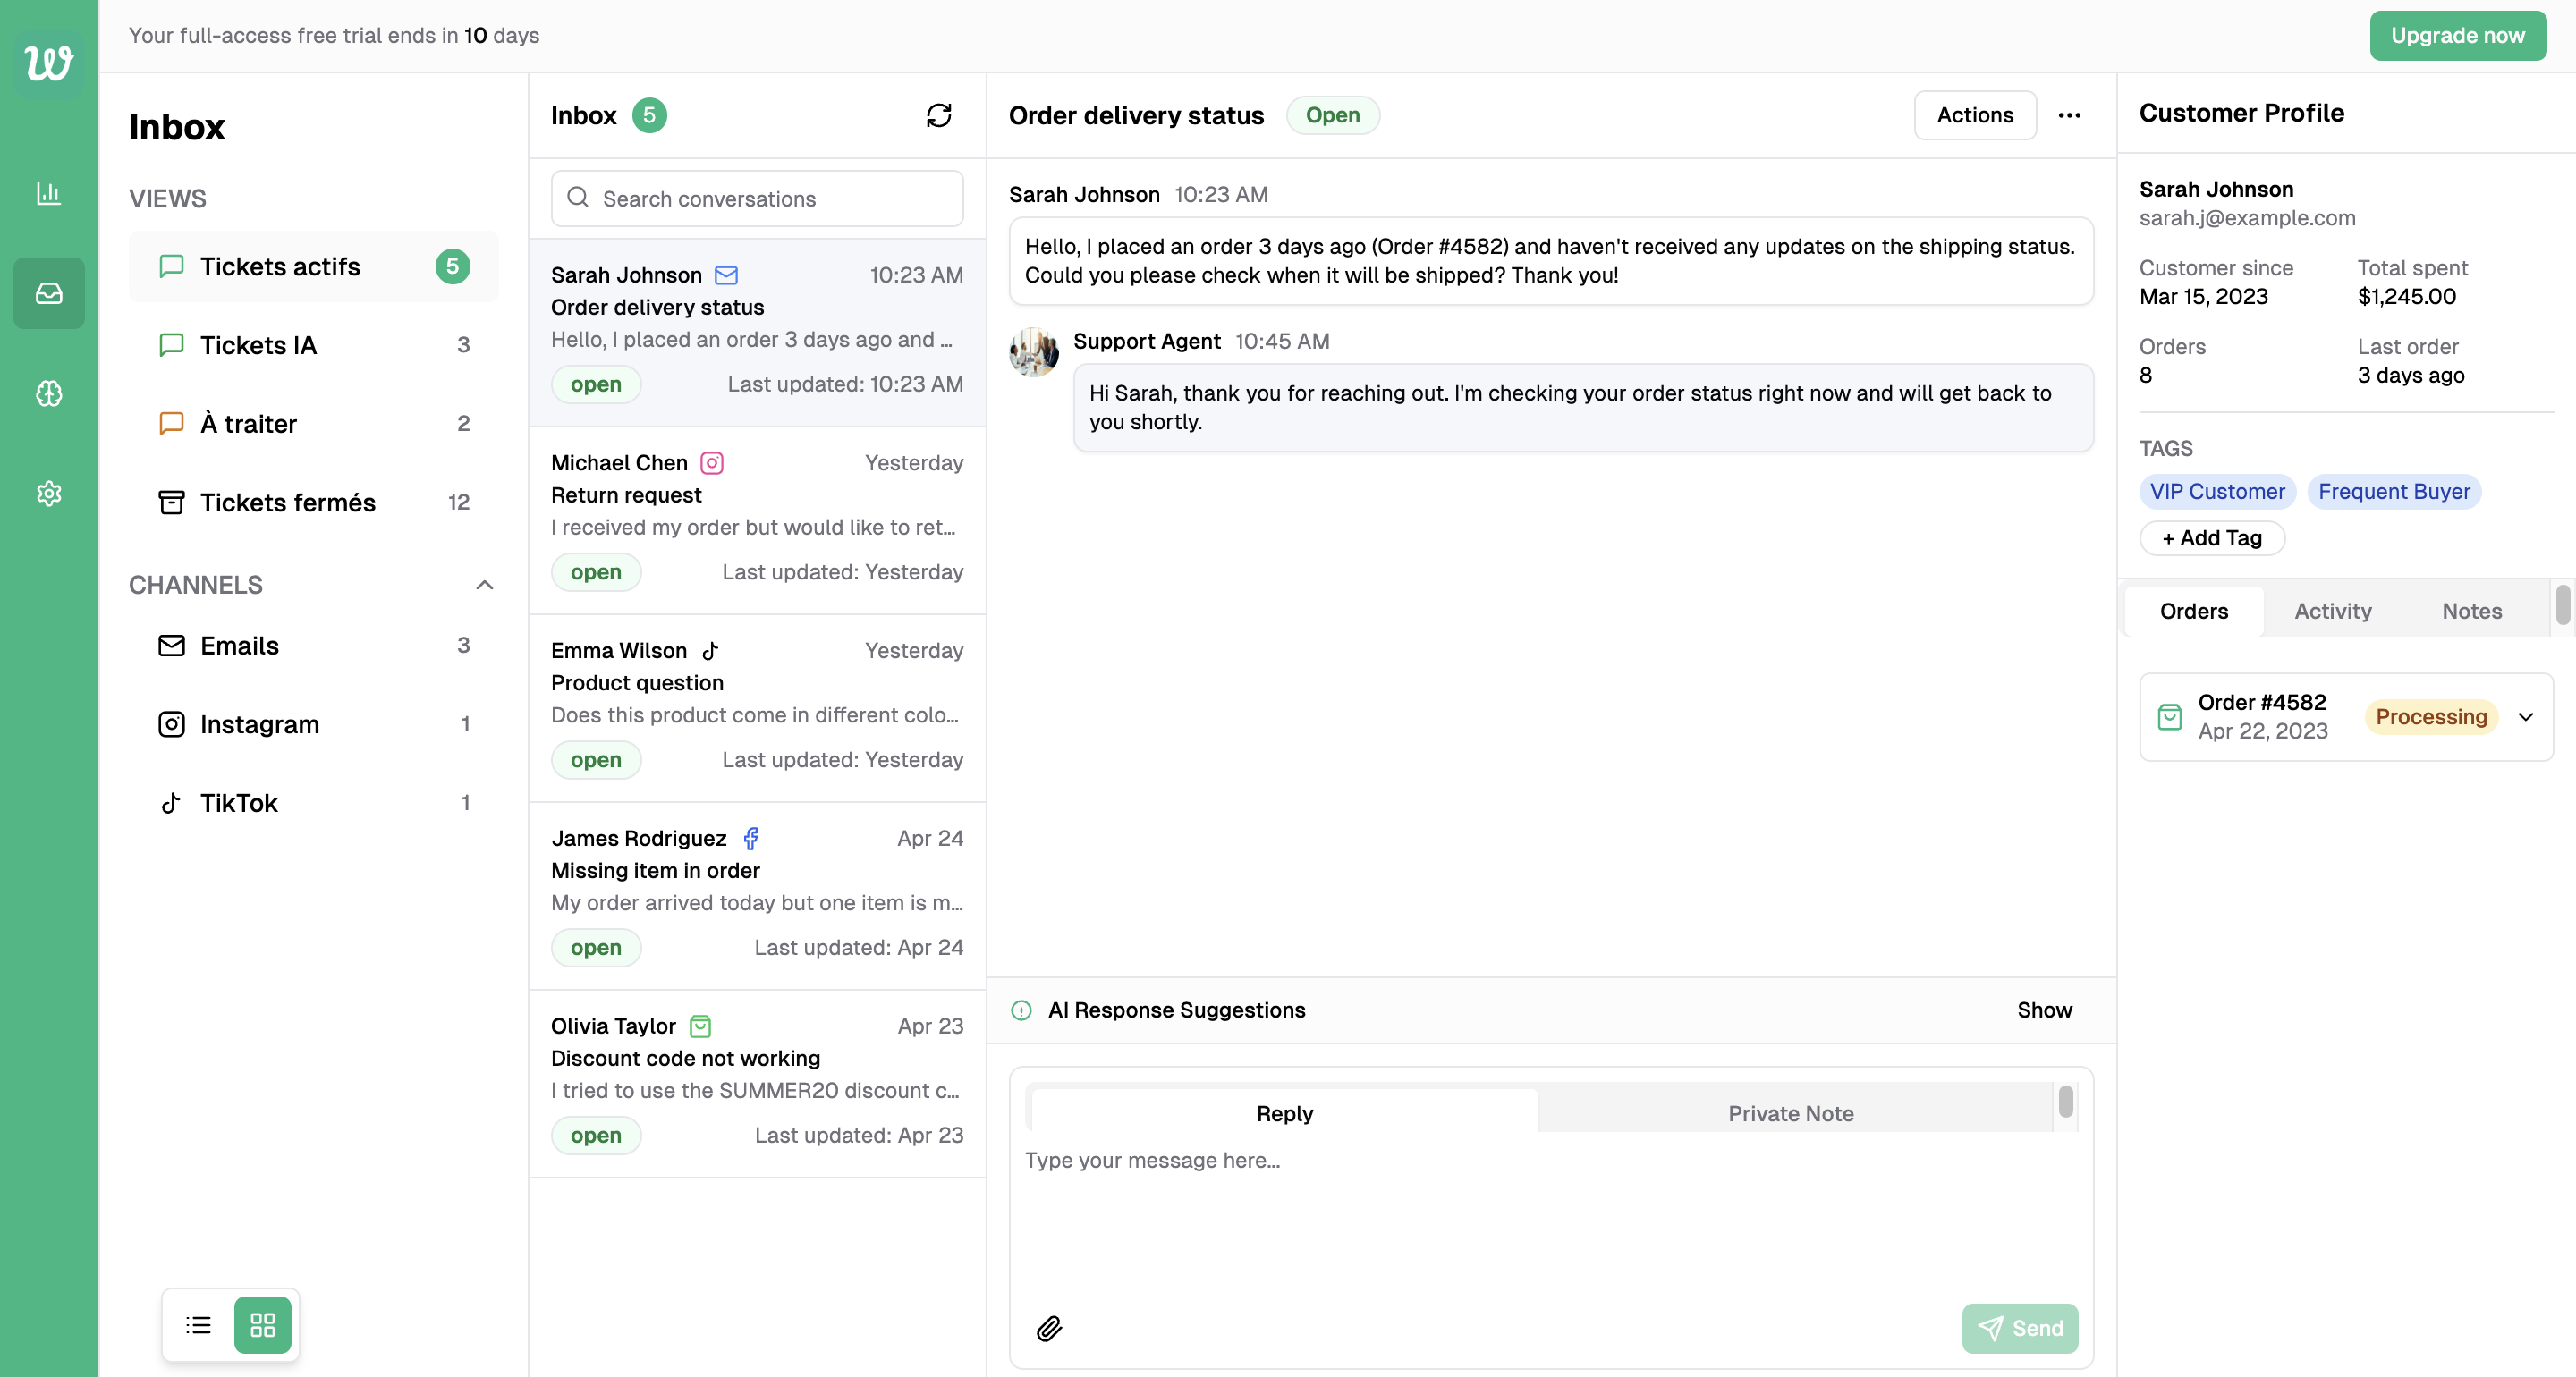 Your full-access free trial ends in 10 days
Upgrade now
Inbox
VIEWS
Tickets actifs 5
Tickets IA 3
À traiter 2
Tickets fermés 12
CHANNELS
Emails 3
Instagram 1
TikTok 1
Inbox 5
Search conversations
Sarah Johnson 10:23 AM
Order delivery status
Hello, I placed an order 3 days ago and ...
open Last updated: 10:23 AM
Michael Chen Yesterday
Return request
I received my order but would like to ret...
open Last updated: Yesterday
Emma Wilson Yesterday
Product question
Does this product come in different colo...
open Last updated: Yesterday
James Rodriguez Apr 24
Missing item in order
My order arrived today but one item is m...
open Last updated: Apr 24
Olivia Taylor Apr 23
Discount code not working
I tried to use the SUMMER20 discount c...
open Last updated: Apr 23
Order delivery status Open
Actions
Sarah Johnson 10:23 AM
Hello, I placed an order 3 days ago (Order #4582) and haven't received any updates on the shipping status.
Could you please check when it will be shipped? Thank you!
Support Agent 10:45 AM
Hi Sarah, thank you for reaching out. I'm checking your order status right now and will get back to
you shortly.
AI Response Suggestions Show
Reply Private Note
Type your message here...
Send
Customer Profile
Sarah Johnson
sarah.j@example.com
Customer since Total spent
Mar 15, 2023 $1,245.00
Orders Last order
8 3 days ago
TAGS
VIP Customer Frequent Buyer
+ Add Tag
Orders Activity Notes
Order #4582 Processing
Apr 22, 2023